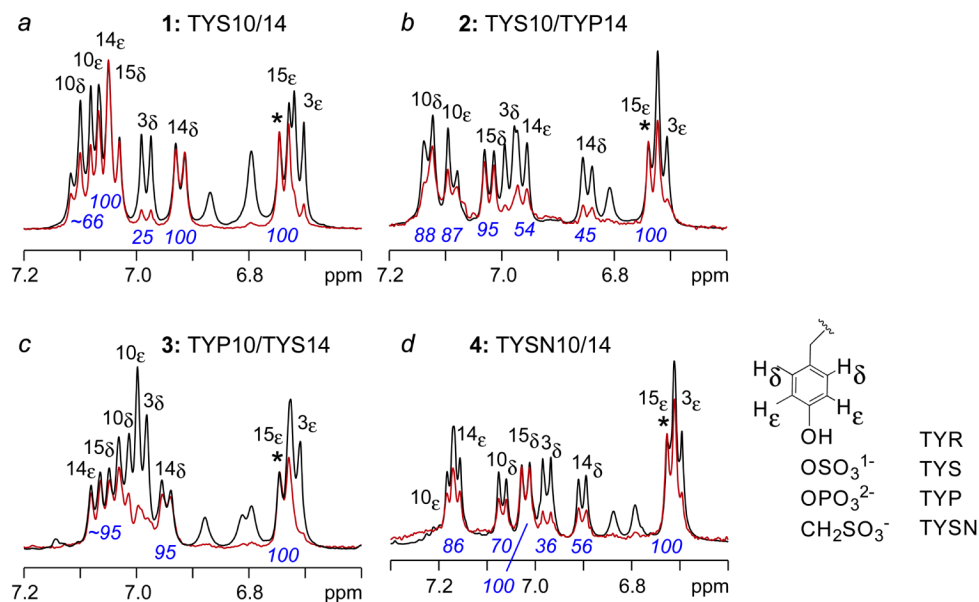 a 1: TYS10/14
10δ
10ε
14ε
15δ
3δ
14δ
*
15ε
3ε
~66
100
25
100
100
7.2 7.0 6.8 ppm
b 2: TYS10/TYP14
10δ
10ε
15δ
3δ
14ε
14δ
15ε
*
3ε
88 87 95 54 45 100
7.2 7.0 6.8 ppm
c 3: TYP10/TYS14
14ε
15δ
10δ
10ε
3δ
14δ
15ε
*
3ε
~95 95 100
7.2 7.0 6.8 ppm
d 4: TYSN10/14
10ε
14ε
10δ
15δ
3δ
14δ
15ε
*
3ε
86 70 36 56 100
100
7.2 7.0 6.8 ppm
Hδ Hδ
Hε Hε
OH TYR
OSO₃¹⁻ TYS
OPO₃²⁻ TYP
CH₂SO₃⁻ TYSN